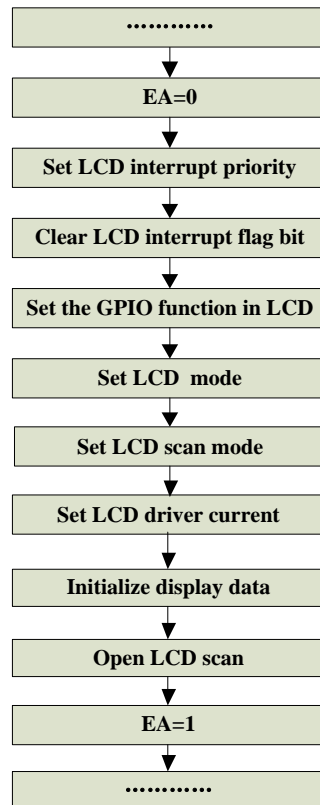 …………
EA=0
Set LCD interrupt priority
Clear LCD interrupt flag bit
Set the GPIO function in LCD
Set LCD mode
Set LCD scan mode
Set LCD driver current
Initialize display data
Open LCD scan
EA=1
…………